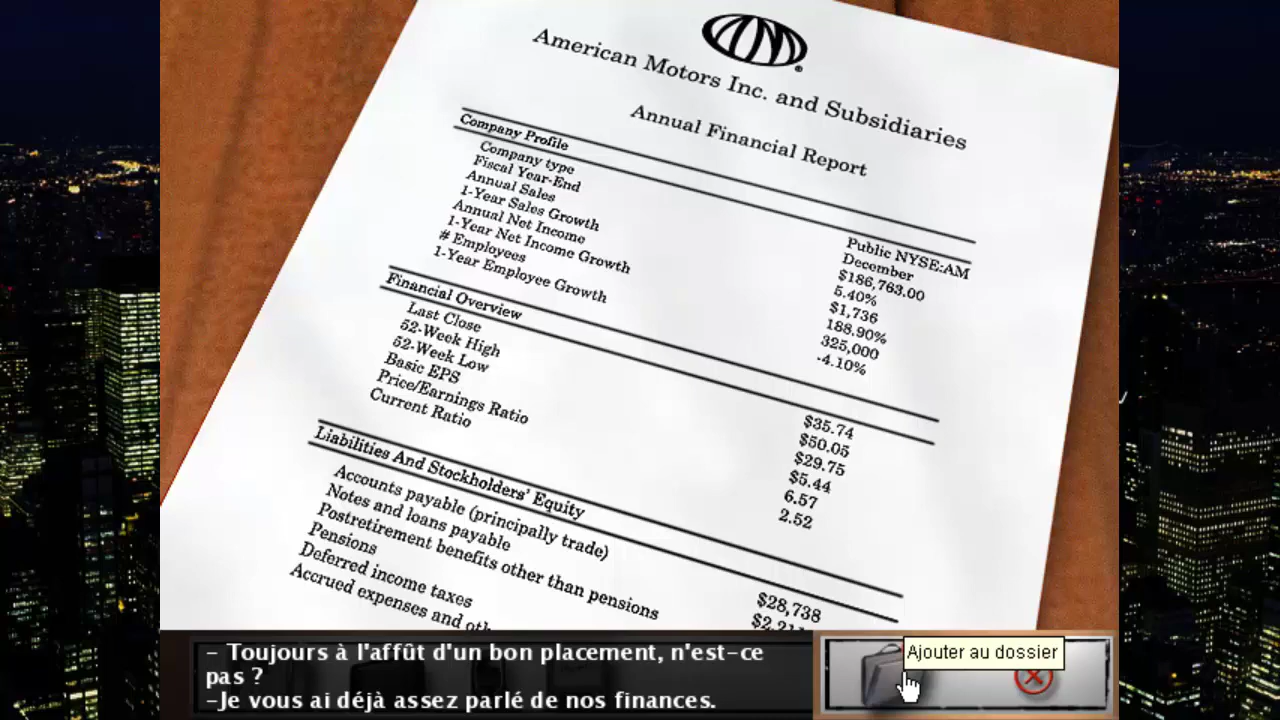 American Motors Inc. and Subsidiaries
Annual Financial Report
Company Profile
Company type Public NYSE:AM
Fiscal Year-End December
Annual Sales $186,763.00
1-Year Sales Growth 5.40%
Annual Net Income $1,736
1-Year Net Income Growth 188.90%
# Employees 325,000
1-Year Employee Growth -4.10%
Financial Overview
Last Close $35.74
52-Week High $50.05
52-Week Low $29.75
Basic EPS $5.44
Price/Earnings Ratio 6.57
Current Ratio 2.52
Liabilities And Stockholders' Equity
Accounts payable (principally trade) $28,738
Notes and loans payable
Postretirement benefits other than pensions
Pensions
Deferred income taxes
Accrued expenses and
- Toujours à l'affût d'un bon placement, n'est-ce
pas ?
-Je vous ai déjà assez parlé de nos finances.
Ajouter au dossier